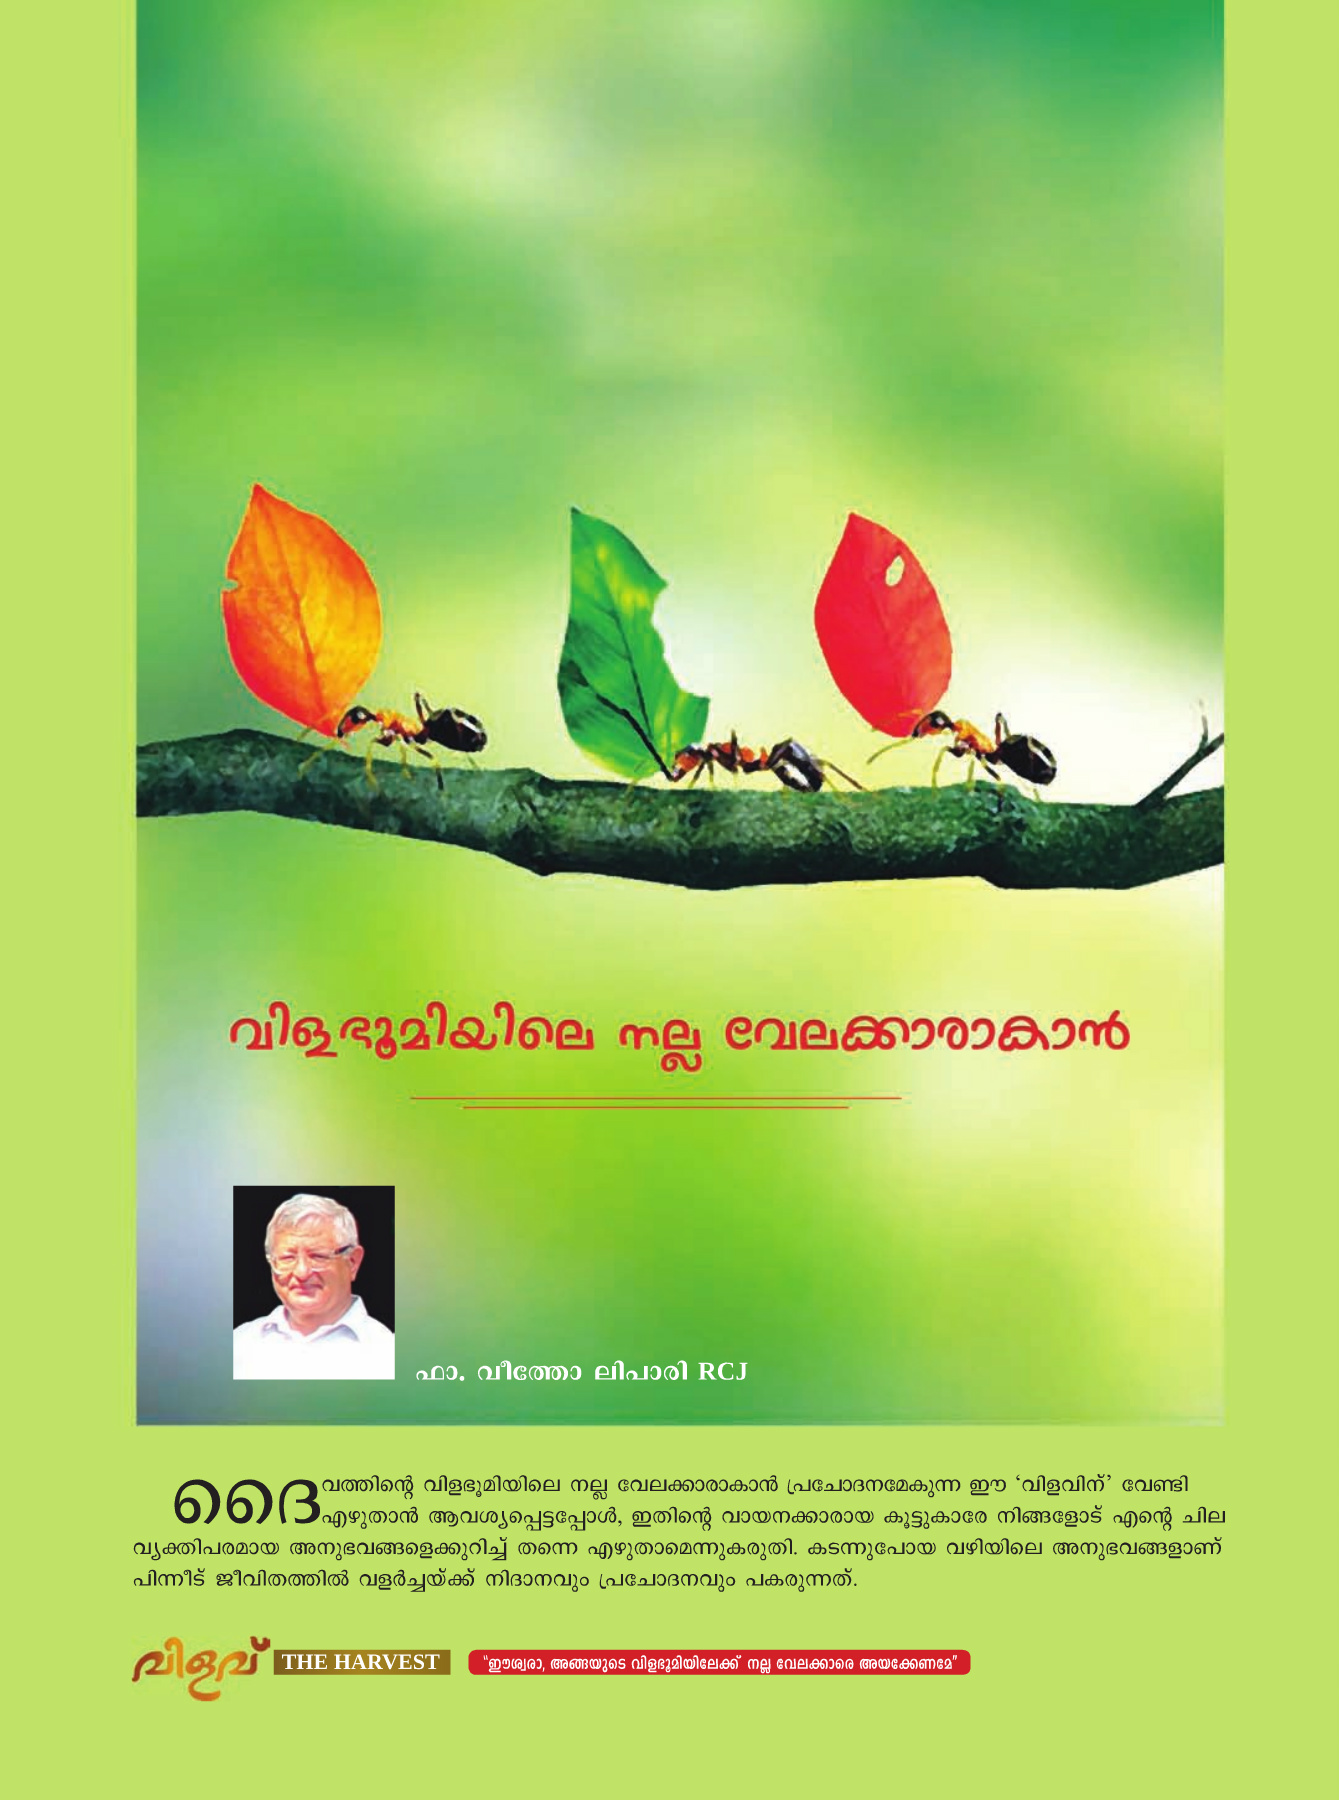 വിളഭൂമിയിലെ നല്ല വേലക്കാരാകാൻ
ഫാ. വീത്തോ ലിപാരി RCJ
ദൈവത്തിന്റെ വിളഭൂമിയിലെ നല്ല വേലക്കാരാകാൻ പ്രചോദനമേകുന്ന ഈ ‘വിളവിന്’ വേണ്ടി
എഴുതാൻ ആവശ്യപ്പെട്ടപ്പോൾ, ഇതിന്റെ വായനക്കാരായ കൂട്ടുകാരേ നിങ്ങളോട് എന്റെ ചില
വ്യക്തിപരമായ അനുഭവങ്ങളെക്കുറിച്ച് തന്നെ എഴുതാമെന്നുകരുതി. കടന്നുപോയ വഴിയിലെ അനുഭവങ്ങളാണ്
പിന്നീട് ജീവിതത്തിൽ വളർച്ചയ്ക്ക് നിദാനവും പ്രചോദനവും പകരുന്നത്.
വിളവ് THE HARVEST “ഈശ്വരാ, അങ്ങയുടെ വിളഭൂമിയിലേക്ക് നല്ല വേലക്കാരെ അയക്കേണമേ”